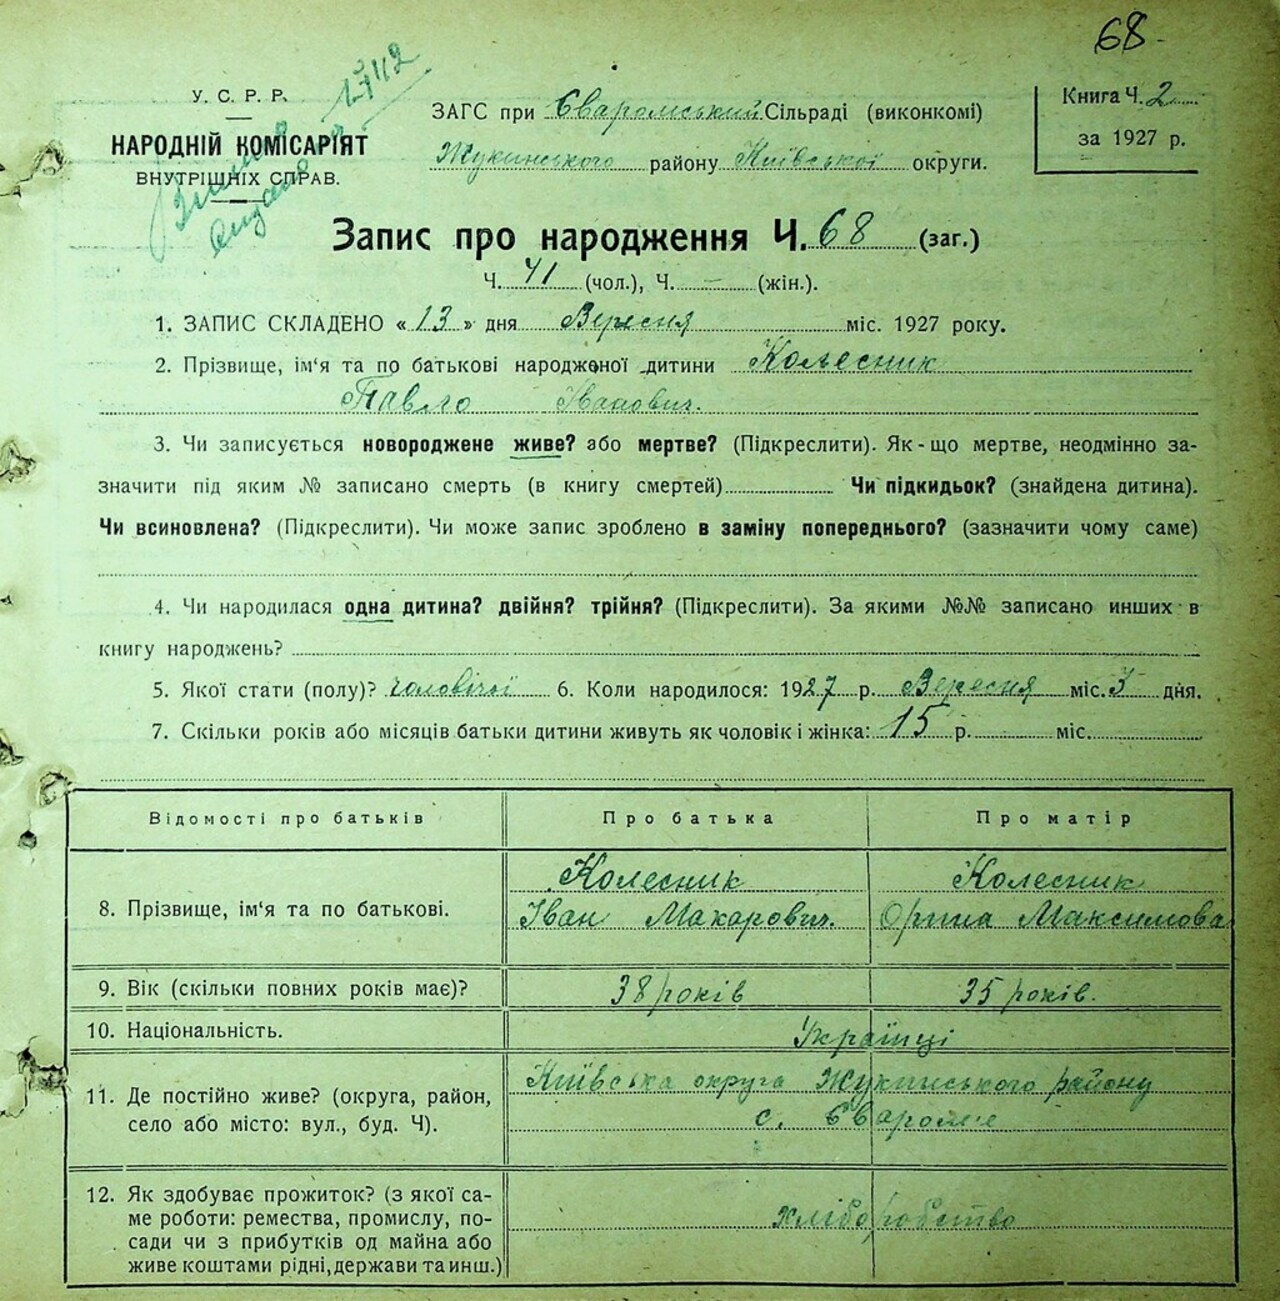 68
У. С. Р. Р.
НАРОДНІЙ КОМІСАРІЯТ
ВНУТРІШНІХ СПРАВ.
ЗАГС при Єваромський Сільраді (виконкомі)
Жукинського району Київської округи.
Книга Ч. 2
за 1927 р.
Запис про народження Ч. 68 (заг.)
Ч. 41 (чол.), Ч. — (жін.).
1. ЗАПИС СКЛАДЕНО «13» дня Вересня міс. 1927 року.
2. Прізвище, ім'я та по батькові народженої дитини Колесник
Павло Іванович.
3. Чи записується новороджене живе? або мертве? (Підкреслити). Як-що мертве, неодмінно за-
значити під яким № записано смерть (в книгу смертей) Чи підкидьок? (знайдена дитина).
Чи всиновлена? (Підкреслити). Чи може запис зроблено в заміну попереднього? (зазначити чому саме)
4. Чи народилася одна дитина? двійня? трійня? (Підкреслити). За якими №№ записано инших в
книгу народжень?
5. Якої стати (полу)? Чоловічої 6. Коли народилося: 1927 р. Вересня міс. 3 дня.
7. Скільки років або місяців батьки дитини живуть як чоловік і жінка: 15 р. міс.
Відомості про батьків Про батька Про матір
8. Прізвище, ім'я та по батькові. Колесник Іван Макарович. Колесник Орина Максимова
9. Вік (скільки повних років має)? 38 років 35 років.
10. Національність. Українці
11. Де постійно живе? (округа, район,
село або місто: вул., буд. Ч). Київська округа Жукинського району
с. Єваромє
12. Як здобуває прожиток? (з якої са-
ме роботи: ремества, промислу, по-
сади чи з прибутків од майна або
живе коштами рідні, держави та инш.) хліборобство